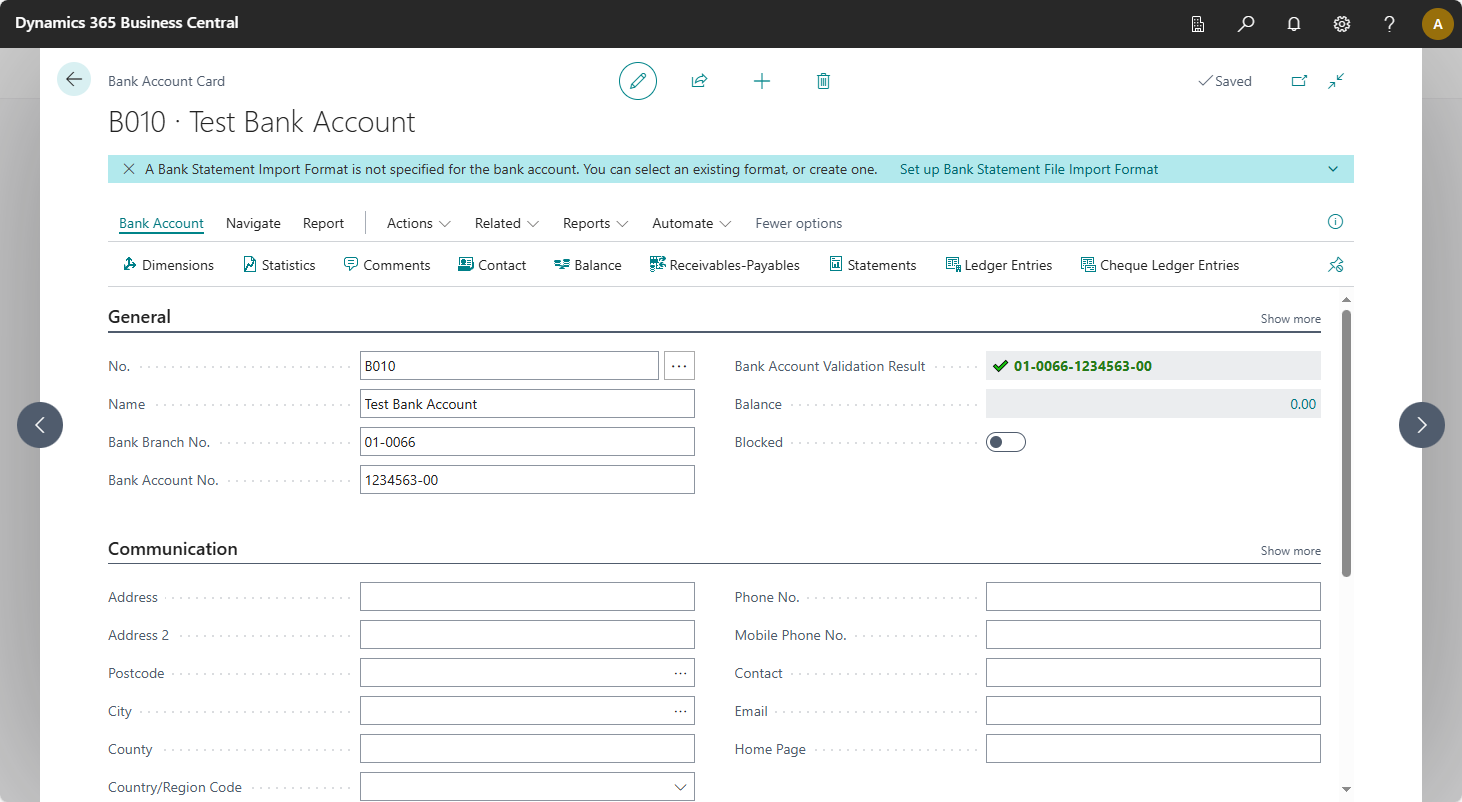 Dynamics 365 Business Central
A
Bank Account Card
Saved
B010 · Test Bank Account
A Bank Statement Import Format is not specified for the bank account. You can select an existing format, or create one. Set up Bank Statement File Import Format
Bank Account Navigate Report Actions Related Reports Automate Fewer options
Dimensions Statistics Comments Contact Balance Receivables-Payables Statements Ledger Entries Cheque Ledger Entries
General Show more
No. B010 ... Bank Account Validation Result 01-0066-1234563-00
Name Test Bank Account Balance 0.00
Bank Branch No. 01-0066 Blocked
Bank Account No. 1234563-00
Communication Show more
Address Phone No.
Address 2 Mobile Phone No.
Postcode ... Contact
City ... Email
County Home Page
Country/Region Code